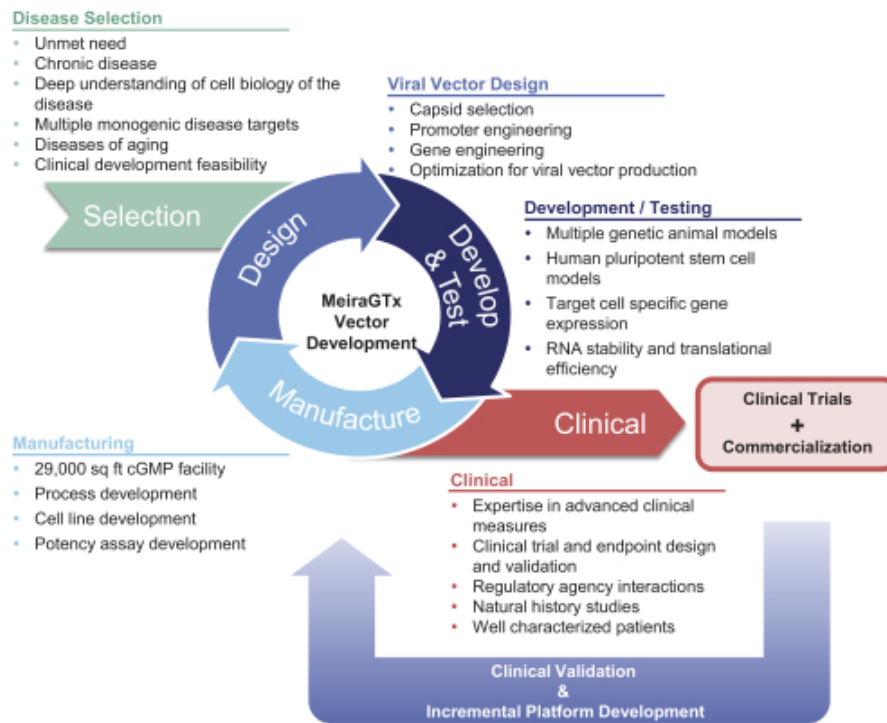 Disease Selection
• Unmet need
• Chronic disease
• Deep understanding of cell biology of the
disease
• Multiple monogenic disease targets
• Diseases of aging
• Clinical development feasibility
Viral Vector Design
• Capsid selection
• Promoter engineering
• Gene engineering
• Optimization for viral vector production
Selection
Design
Develop
& Test
Manufacture
MeiraGTx
Vector
Development
Development / Testing
• Multiple genetic animal models
• Human pluripotent stem cell
models
• Target cell specific gene
expression
• RNA stability and translational
efficiency
Clinical
Clinical Trials
+
Commercialization
Manufacturing
• 29,000 sq ft cGMP facility
• Process development
• Cell line development
• Potency assay development
Clinical
• Expertise in advanced clinical
measures
• Clinical trial and endpoint design
and validation
• Regulatory agency interactions
• Natural history studies
• Well characterized patients
Clinical Validation
&
Incremental Platform Development